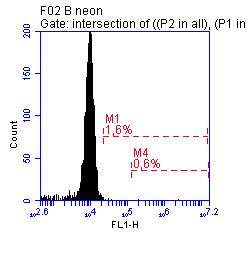 F02 B neon
Gate: intersection of ((P2 in all), (P1 in
200
150
100
50
0
Count
M1
1,6%
M4
0,6%
10^2.6
10^4
10^5
10^6
10^7.2
FL1-H